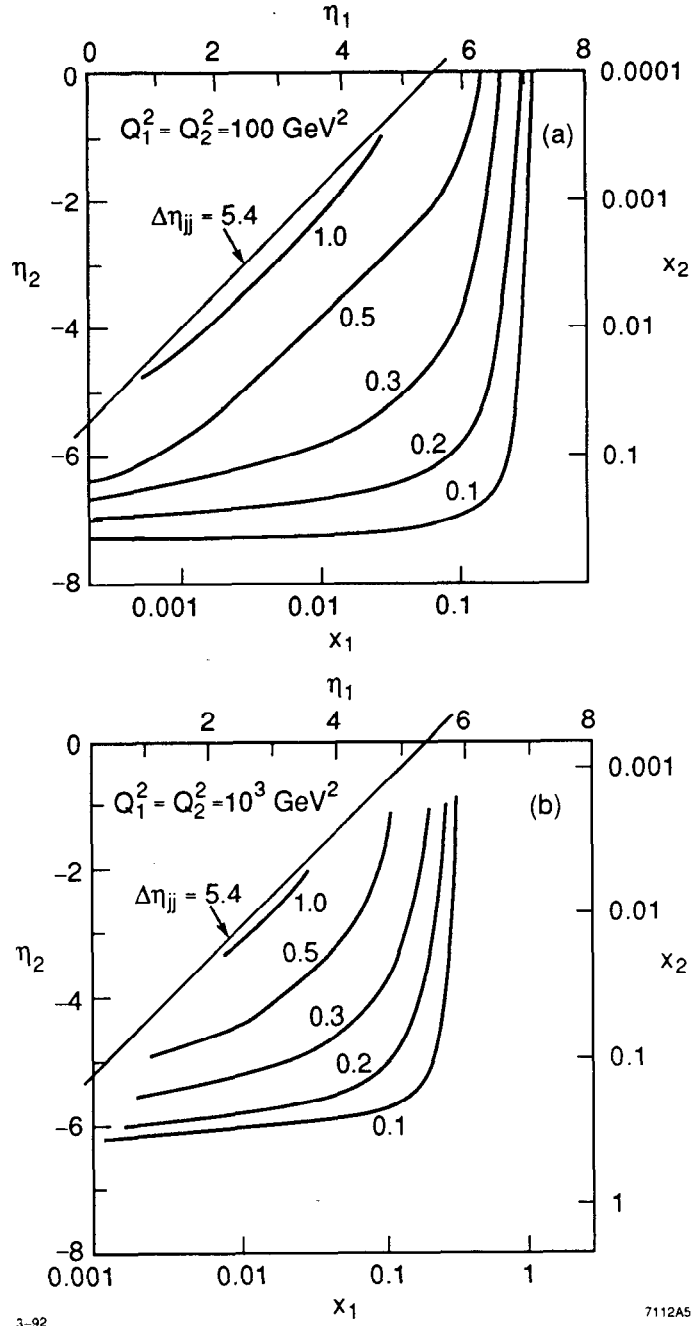 η1
0 2 4 6 8
0 0.0001
Q₁² = Q₂² = 100 GeV² (a)
-2 0.001
Δηjj = 5.4
1.0
η₂ x₂
0.5
-4 0.01
0.3
0.2
-6 0.1
0.1
-8
0.001 0.01 0.1
x₁
η₁
2 4 6 8
0 0.001
Q₁² = Q₂² = 10³ GeV² (b)
-2
Δηjj = 5.4
1.0
0.01
0.5
η₂ x₂
-4
0.3
0.2 0.1
-6
0.1
1
-8
0.001 0.01 0.1 1
x₁
3-92 7112A5